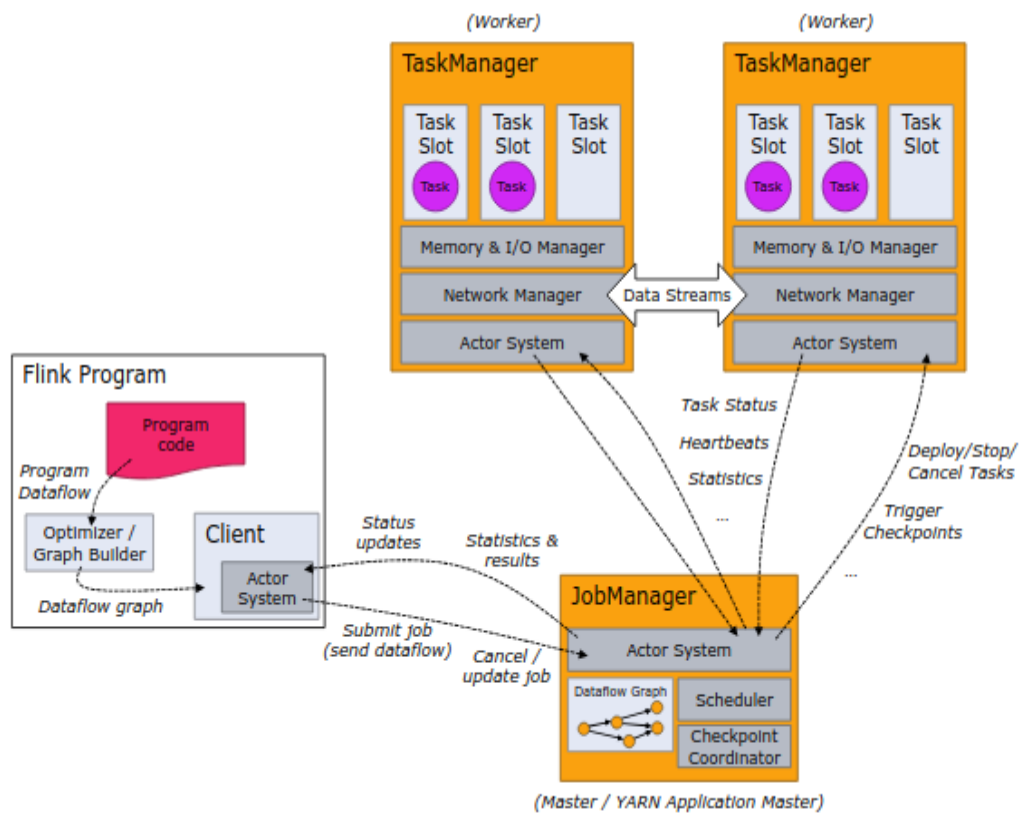 (Worker)
(Worker)
TaskManager
TaskManager
Task
Slot
Task
Slot
Task
Slot
Task
Slot
Task
Slot
Task
Slot
Task
Task
Task
Task
Memory & I/O Manager
Memory & I/O Manager
Network Manager
Data Streams
Network Manager
Actor System
Actor System
Flink Program
Program
code
Program
Dataflow
Optimizer /
Graph Builder
Dataflow graph
Client
Actor
System
Status
updates
Statistics &
results
Submit job
(send dataflow)
Cancel /
update job
Task Status
Heartbeats
Statistics
...
Deploy/Stop/
Cancel Tasks
Trigger
Checkpoints
...
JobManager
Actor System
Dataflow Graph
Scheduler
Checkpoint
Coordinator
(Master / YARN Application Master)